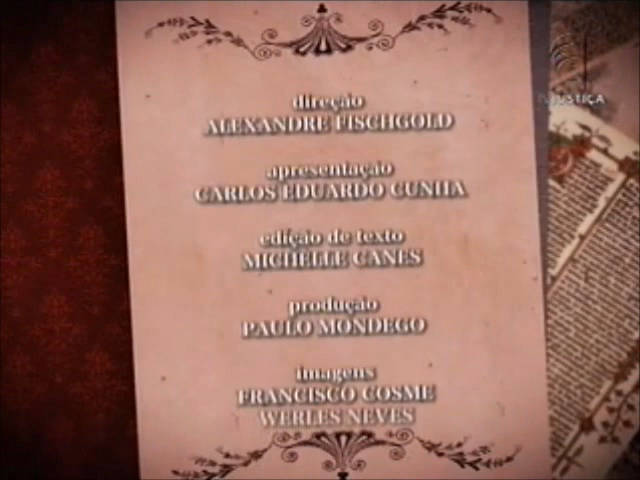 direção
ALEXANDRE FISCHGOLD
apresentação
CARLOS EDUARDO CUNHA
edição de texto
MICHELLE CANES
produção
PAULO MONDEGO
imagens
FRANCISCO COSME
WERLES NEVES
JUSTIÇA